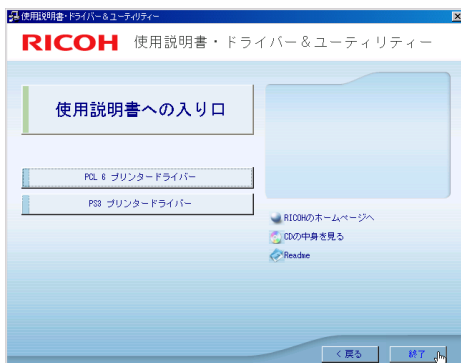 使用説明書・ドライバー＆ユーティリティー
RICOH 使用説明書・ドライバー＆ユーティリティー
使用説明書への入り口
PCL 6 プリンタードライバー
PS3 プリンタードライバー
RICOHのホームページへ
CDの中身を見る
Readme
< 戻る
終了